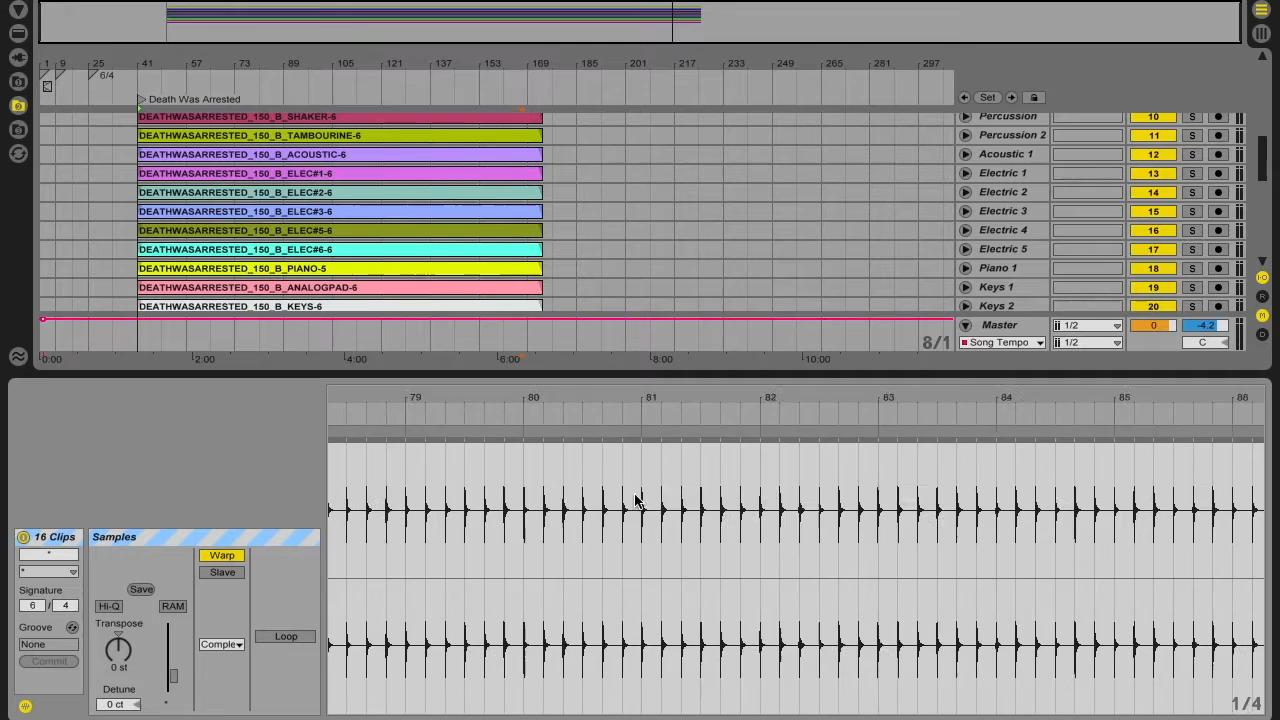 1 9 25 41 57 73 89 105 121 137 153 169 185 201 217 233 249 265 281 297
6/4
Set
Death Was Arrested
DEATHWASARRESTED_150_B_SHAKER-6 Percussion 10 S
DEATHWASARRESTED_150_B_TAMBOURINE-6 Percussion 2 11 S
DEATHWASARRESTED_150_B_ACOUSTIC-6 Acoustic 1 12 S
DEATHWASARRESTED_150_B_ELEC#1-6 Electric 1 13 S
DEATHWASARRESTED_150_B_ELEC#2-6 Electric 2 14 S
DEATHWASARRESTED_150_B_ELEC#3-6 Electric 3 15 S
DEATHWASARRESTED_150_B_ELEC#5-6 Electric 4 16 S
DEATHWASARRESTED_150_B_ELEC#6-6 Electric 5 17 S
DEATHWASARRESTED_150_B_PIANO-5 Piano 1 18 S
DEATHWASARRESTED_150_B_ANALOGPAD-6 Keys 1 19 S
DEATHWASARRESTED_150_B_KEYS-6 Keys 2 20 S
Master 1/2 0 -4.2
8/1 Song Tempo 1/2 C
0:00 2:00 4:00 6:00 8:00 10:00
79 80 81 82 83 84 85 86
16 Clips Samples
*
Warp
*
Slave
Signature Save
6 / 4 Hi-Q RAM
Groove Transpose
None Comple Loop
Commit 0 st
Detune
0 ct *
1/4